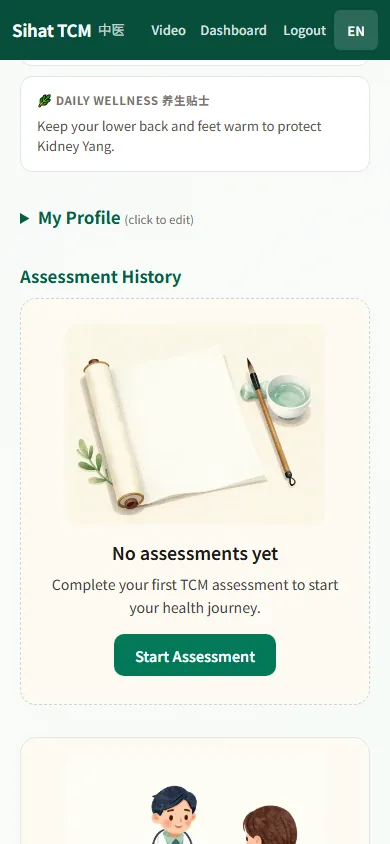 Sihat TCM 中医 Video Dashboard Logout EN
DAILY WELLNESS 养生贴士
Keep your lower back and feet warm to protect
Kidney Yang.
My Profile (click to edit)
Assessment History
No assessments yet
Complete your first TCM assessment to start
your health journey.
Start Assessment